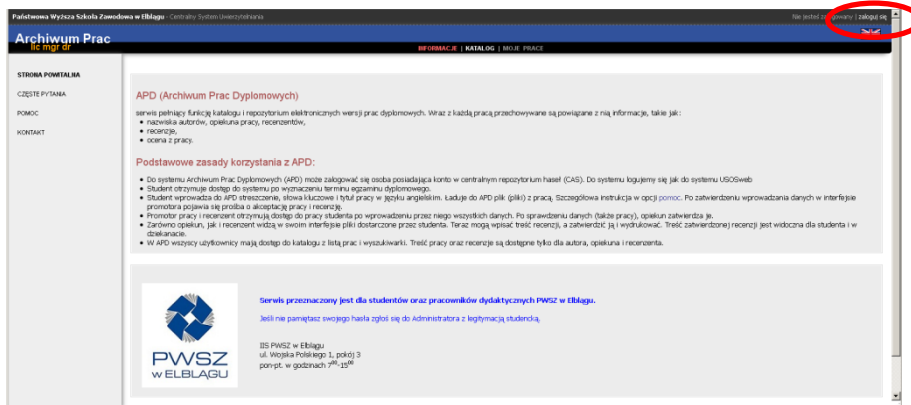 Państwowa Wyższa Szkoła Zawodowa w Elblągu - Centralny System Uwierzytelniania
Nie jesteś zalogowany | zaloguj się
Archiwum Prac
lic mgr dr
INFORMACJE | KATALOG | MOJE PRACE
STRONA POWITALNA
CZĘSTE PYTANIA
POMOC
KONTAKT
APD (Archiwum Prac Dyplomowych)
serwis pełniący funkcję katalogu i repozytorium elektronicznych wersji prac dyplomowych. Wraz z każdą pracą przechowywane są powiązane z nią informacje, takie jak:
• nazwiska autorów, opiekuna pracy, recenzentów,
• recenzje,
• ocena z pracy.
Podstawowe zasady korzystania z APD:
• Do systemu Archiwum Prac Dyplomowych (APD) może zalogować się osoba posiadająca konto w centralnym repozytorium haseł (CAS). Do systemu logujemy się jak do systemu USOSweb
• Student otrzymuje dostęp do systemu po wyznaczeniu terminu egzaminu dyplomowego.
• Student wprowadza do APD streszczenie, słowa kluczowe i tytuł pracy w języku angielskim. Ładuje do APD plik (pliki) z pracą. Szczegółowa instrukcja w opcji pomoc. Po zatwierdzeniu wprowadzania danych w interfejsie
promotora pojawia się prośba o akceptację pracy i recenzję.
• Promotor pracy i recenzent otrzymują dostęp do pracy studenta po wprowadzeniu przez niego wszystkich danych. Po sprawdzeniu danych (także pracy), opiekun zatwierdza je.
• Zarówno opiekun, jak i recenzent widzą w swoim interfejsie pliki dostarczone przez studenta. Teraz mogą wpisać treść recenzji, a zatwierdzić ją i wydrukować. Treść zatwierdzonej recenzji jest widoczna dla studenta i w
dziekanacie.
• W APD wszyscy użytkownicy mają dostęp do katalogu z listą prac i wyszukiwarki. Treść pracy oraz recenzje są dostępne tylko dla autora, opiekuna i recenzenta.
Serwis przeznaczony jest dla studentów oraz pracowników dydaktycznych PWSZ w Elblągu.
Jeśli nie pamiętasz swojego hasła zgłoś się do Administratora z legitymacją studencką.
IIS PWSZ w Elblągu
ul. Wojska Polskiego 1, pokój 3
pon-pt. w godzinach 7⁰⁰-15⁰⁰
PWSZ
w ELBLĄGU